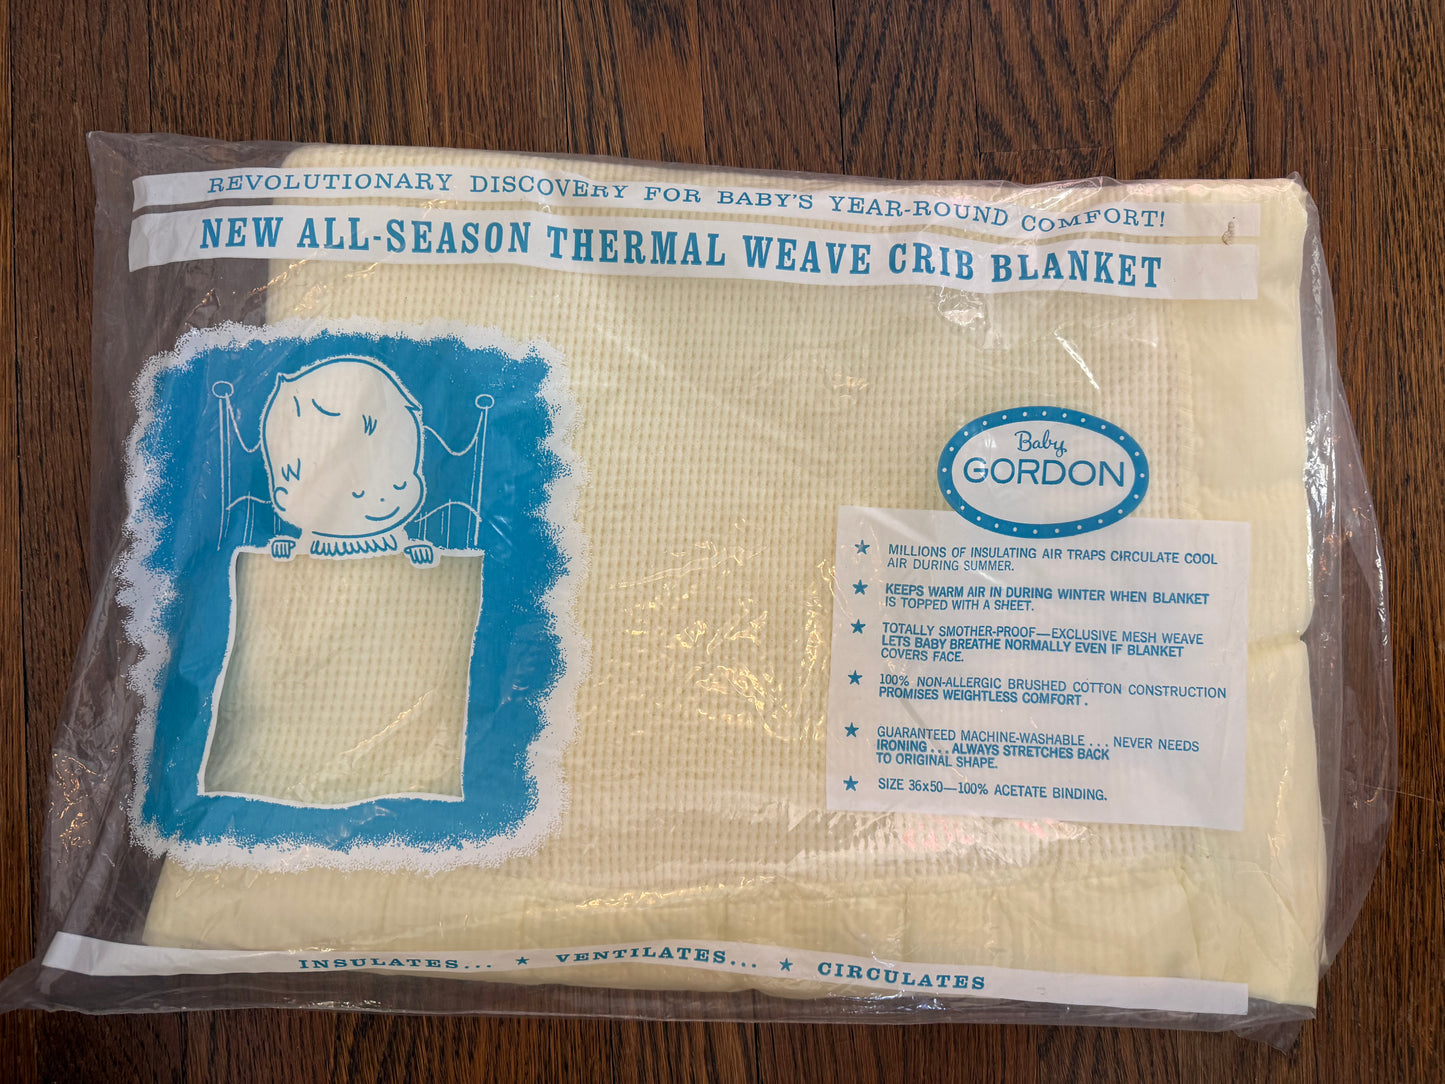 REVOLUTIONARY DISCOVERY FOR BABY'S YEAR-ROUND COMFORT!
NEW ALL-SEASON THERMAL WEAVE CRIB BLANKET
Baby
GORDON
★ MILLIONS OF INSULATING AIR TRAPS CIRCULATE COOL
AIR DURING SUMMER.
★ KEEPS WARM AIR IN DURING WINTER WHEN BLANKET
IS TOPPED WITH A SHEET.
★ TOTALLY SMOTHER-PROOF—EXCLUSIVE MESH WEAVE
LETS BABY BREATHE NORMALLY EVEN IF BLANKET
COVERS FACE.
★ 100% NON-ALLERGIC BRUSHED COTTON CONSTRUCTION
PROMISES WEIGHTLESS COMFORT.
★ GUARANTEED MACHINE-WASHABLE... NEVER NEEDS
IRONING... ALWAYS STRETCHES BACK
TO ORIGINAL SHAPE.
★ SIZE 36x50—100% ACETATE BINDING.
INSULATES... ★ VENTILATES... ★ CIRCULATES